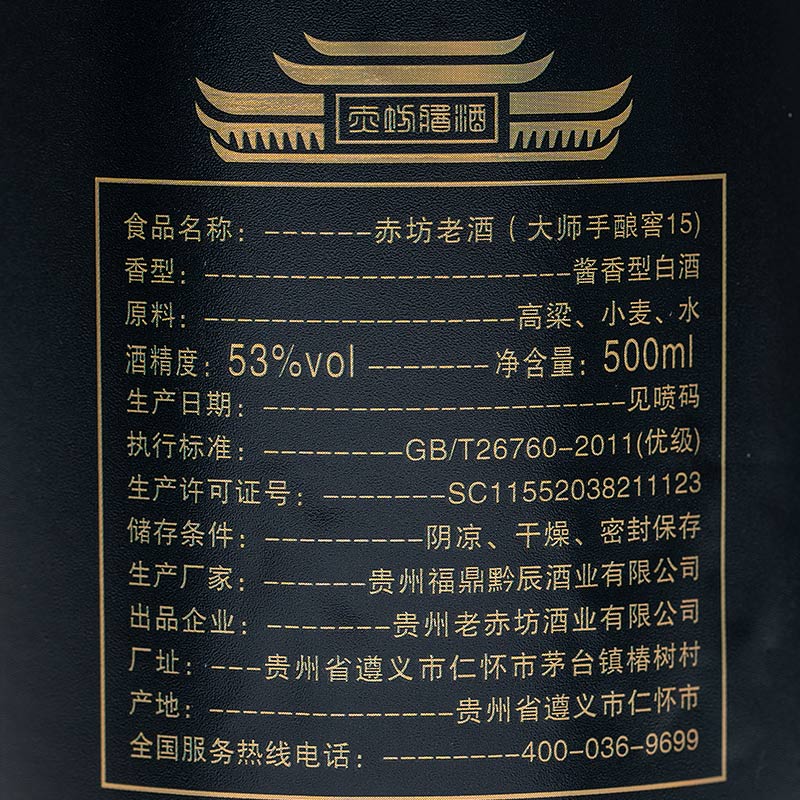 赤坊老酒
食品名称：------赤坊老酒（大师手酿窖15)
香型：----------------------酱香型白酒
原料：-------------------高梁、小麦、水
酒精度：53%vol -------净含量：500ml
生产日期：----------------------见喷码
执行标准：--------GB/T26760-2011(优级)
生产许可证号：-------SC11552038211123
储存条件：---------阴凉、干燥、密封保存
生产厂家：------贵州福鼎黔辰酒业有限公司
出品企业：-------贵州老赤坊酒业有限公司
厂址：---贵州省遵义市仁怀市茅台镇椿树村
产地：-------------贵州省遵义市仁怀市
全国服务热线电话：--------400-036-9699